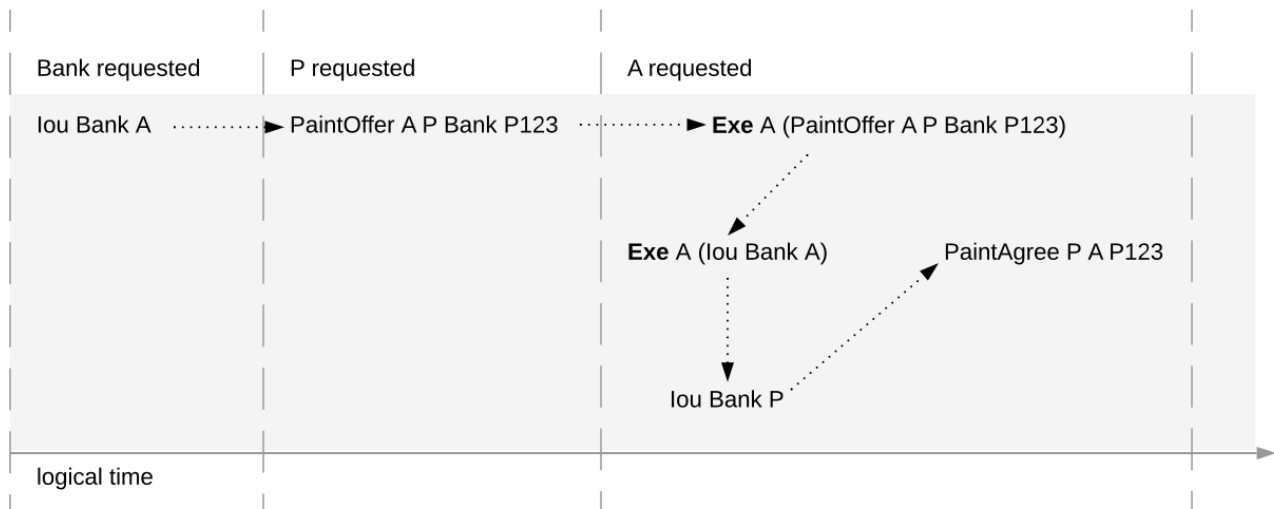 Bank requested
P requested
A requested
Iou Bank A
PaintOffer A P Bank P123
Exe A (PaintOffer A P Bank P123)
Exe A (Iou Bank A)
PaintAgree P A P123
Iou Bank P
logical time